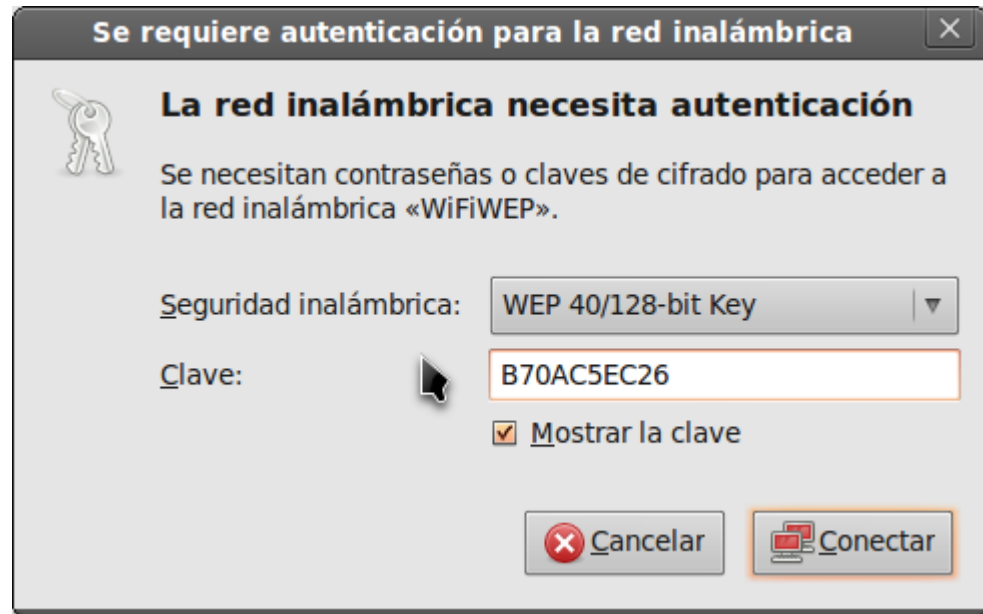 Se requiere autenticación para la red inalámbrica
La red inalámbrica necesita autenticación
Se necesitan contraseñas o claves de cifrado para acceder a
la red inalámbrica «WiFiWEP».
Seguridad inalámbrica: WEP 40/128-bit Key
Clave: B70AC5EC26
Mostrar la clave
Cancelar Conectar